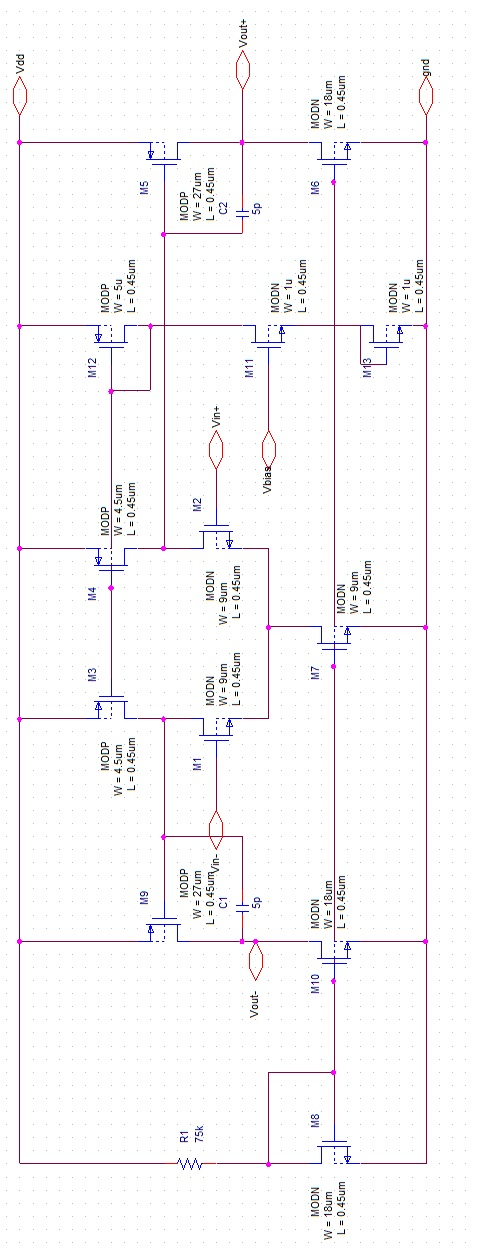 Vdd
Vout+
gnd
M5
MODP
W = 27um
L = 0.45um
C2
5p
MODN
W = 18um
L = 0.45um
M6
M12
MODP
W = 5u
L = 0.45um
M11
MODN
W = 1u
L = 0.45um
M13
MODN
W = 1u
L = 0.45um
Vin+
Vbias
M4
MODP
W = 4.5um
L = 0.45um
M2
MODN
W = 9um
L = 0.45um
M7
MODN
W = 9um
L = 0.45um
M3
MODP
W = 4.5um
L = 0.45um
M1
MODN
W = 9um
L = 0.45um
Vin-
M9
MODP
W = 27um
L = 0.45um
C1
5p
Vout-
M10
MODN
W = 18um
L = 0.45um
R1
75k
M8
MODN
W = 18um
L = 0.45um